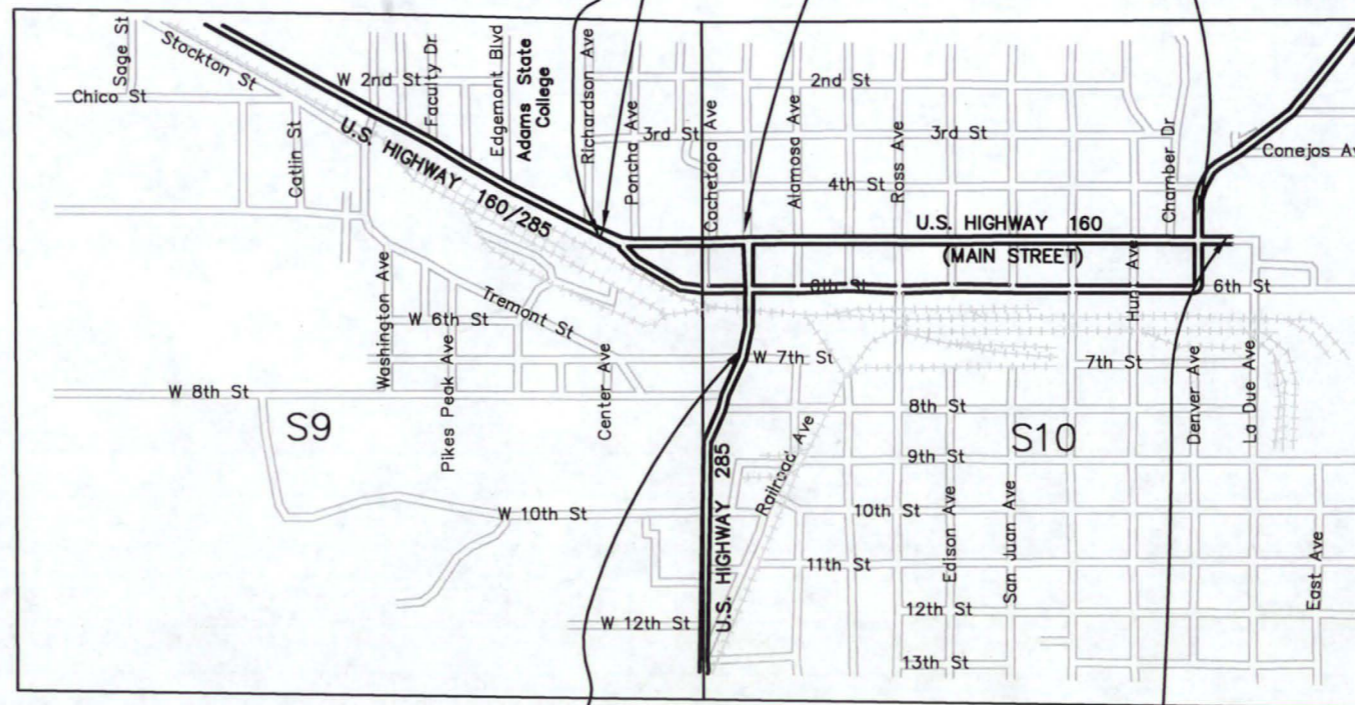 Sage St
Stockton St
Chico St
Catlin St
W 2nd St
Faculty Dr
Edgemont Blvd
Adams State
College
Richardson Ave
Poncha Ave
3rd St
Cochetopa Ave
2nd St
Alamosa Ave
Ross Ave
3rd St
4th St
Chamber Dr
Conejos Av
U.S. HIGHWAY 160/285
U.S. HIGHWAY 160
(MAIN STREET)
Hunt Ave
6th St
Washington Ave
W 6th St
Tremont St
Pikes Peak Ave
Center Ave
W 7th St
7th St
W 8th St
8th St
Denver Ave
La Due Ave
S9
S10
9th St
U.S. HIGHWAY 285
Railroad Ave
W 10th St
10th St
Edison Ave
San Juan Ave
11th St
East Ave
12th St
W 12th St
13th St